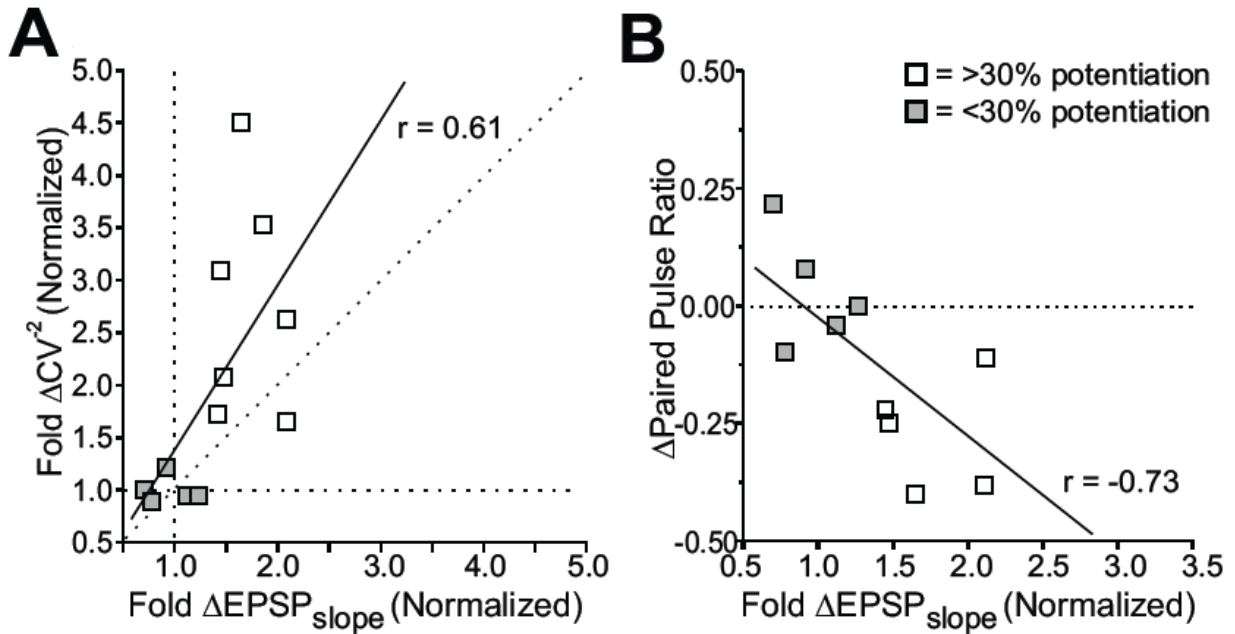 A
Fold ΔCV-2 (Normalized)
5.0
4.5
4.0
3.5
3.0
2.5
2.0
1.5
1.0
0.5
r = 0.61
1.0 2.0 3.0 4.0 5.0
Fold ΔEPSPslope (Normalized)
B
ΔPaired Pulse Ratio
0.50
0.25
0.00
-0.25
-0.50
= >30% potentiation
= <30% potentiation
r = -0.73
0.5 1.0 1.5 2.0 2.5 3.0 3.5
Fold ΔEPSPslope (Normalized)